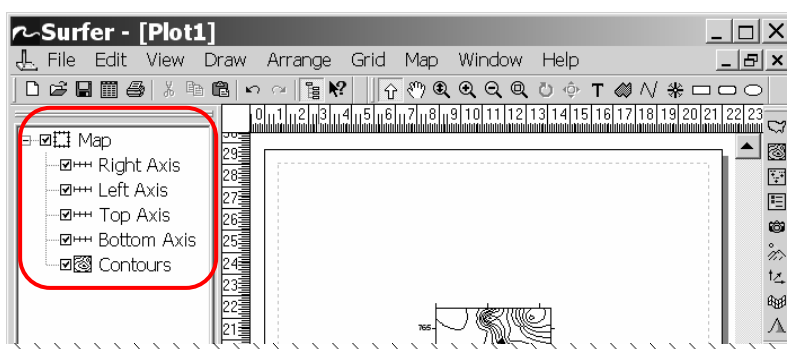 Surfer - [Plot1]
File Edit View Draw Arrange Grid Map Window Help
T
0 1 2 3 4 5 6 7 8 9 10 11 12 13 14 15 16 17 18 19 20 21 22 23
Map
Right Axis
Left Axis
Top Axis
Bottom Axis
Contours
29
28
27
26
25
24
23
22
21
765